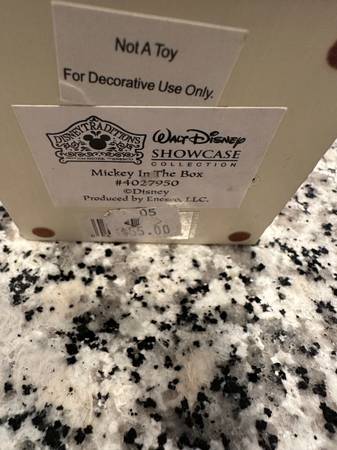 Not A Toy
For Decorative Use Only.
DISNEY TRADITIONS
WALT DISNEY
SHOWCASE
COLLECTION
Mickey In The Box
#4027950
©Disney
Produced by Enesco, LLC.
05
$55.00